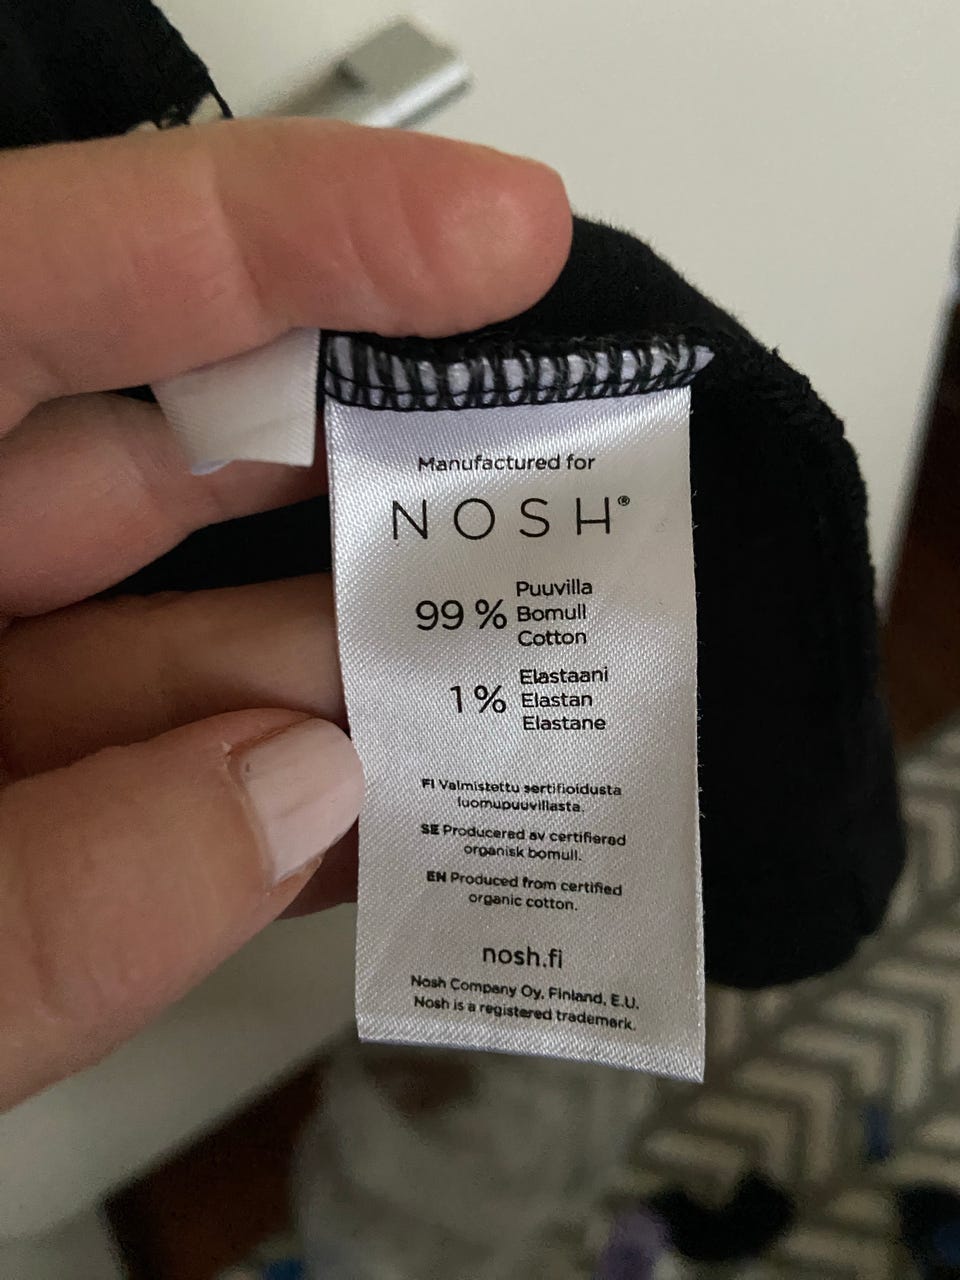 Manufactured for
NOSH®
99 % Puuvilla
Bomull
Cotton
1 % Elastaani
Elastan
Elastane
FI Valmistettu sertifioidusta
luomupuuvillasta.
SE Producerad av certifierad
organisk bomull.
EN Produced from certified
organic cotton.
nosh.fi
Nosh Company Oy, Finland, E.U.
Nosh is a registered trademark.